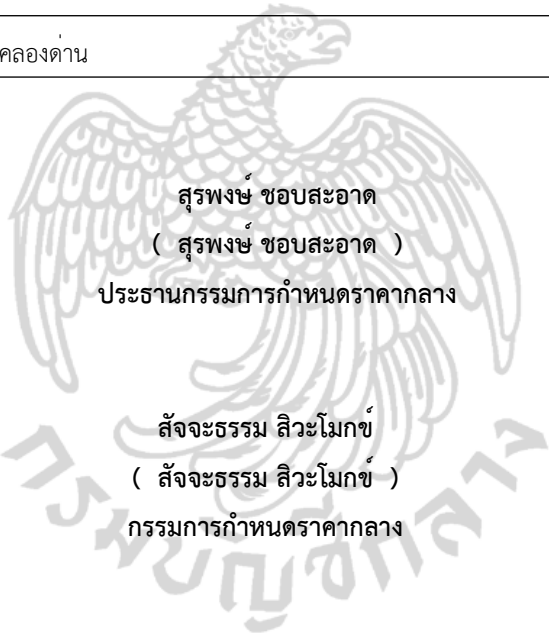 คลองด่าน
สุรพงษ์ ชอบสะอาด
( สุรพงษ์ ชอบสะอาด )
ประธานกรรมการกำหนดราคากลาง
สัจจะธรรม สิวะโมกข์
( สัจจะธรรม สิวะโมกข์ )
กรรมการกำหนดราคากลาง
กรมบัญชีกลาง